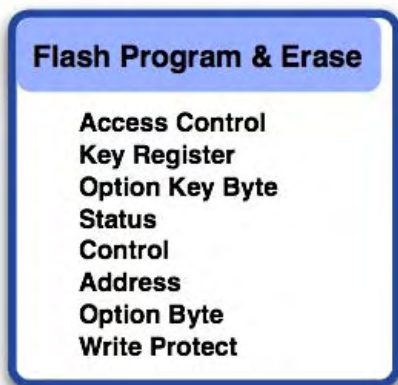 Flash Program & Erase
Access Control
Key Register
Option Key Byte
Status
Control
Address
Option Byte
Write Protect